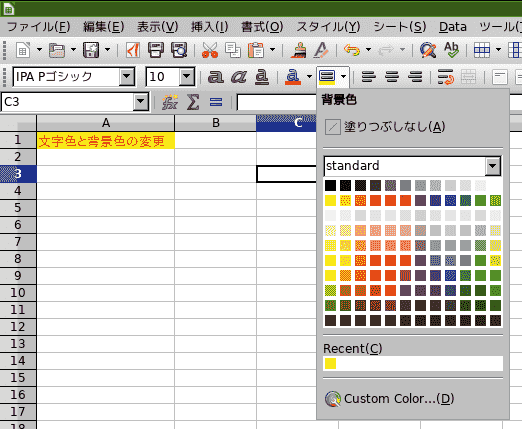 ファイル(F) 編集(E) 表示(V) 挿入(I) 書式(O) スタイル(Y) シート(S) Data ツール(
IPA Pゴシック 10 a a a a
C3 fx Σ =
背景色
塗りつぶしなし(A)
standard
Recent(C)
Custom Color...(D)
A B C
1 文字色と背景色の変更
2
3
4
5
6
7
8
9
10
11
12
13
14
15
16
17
18